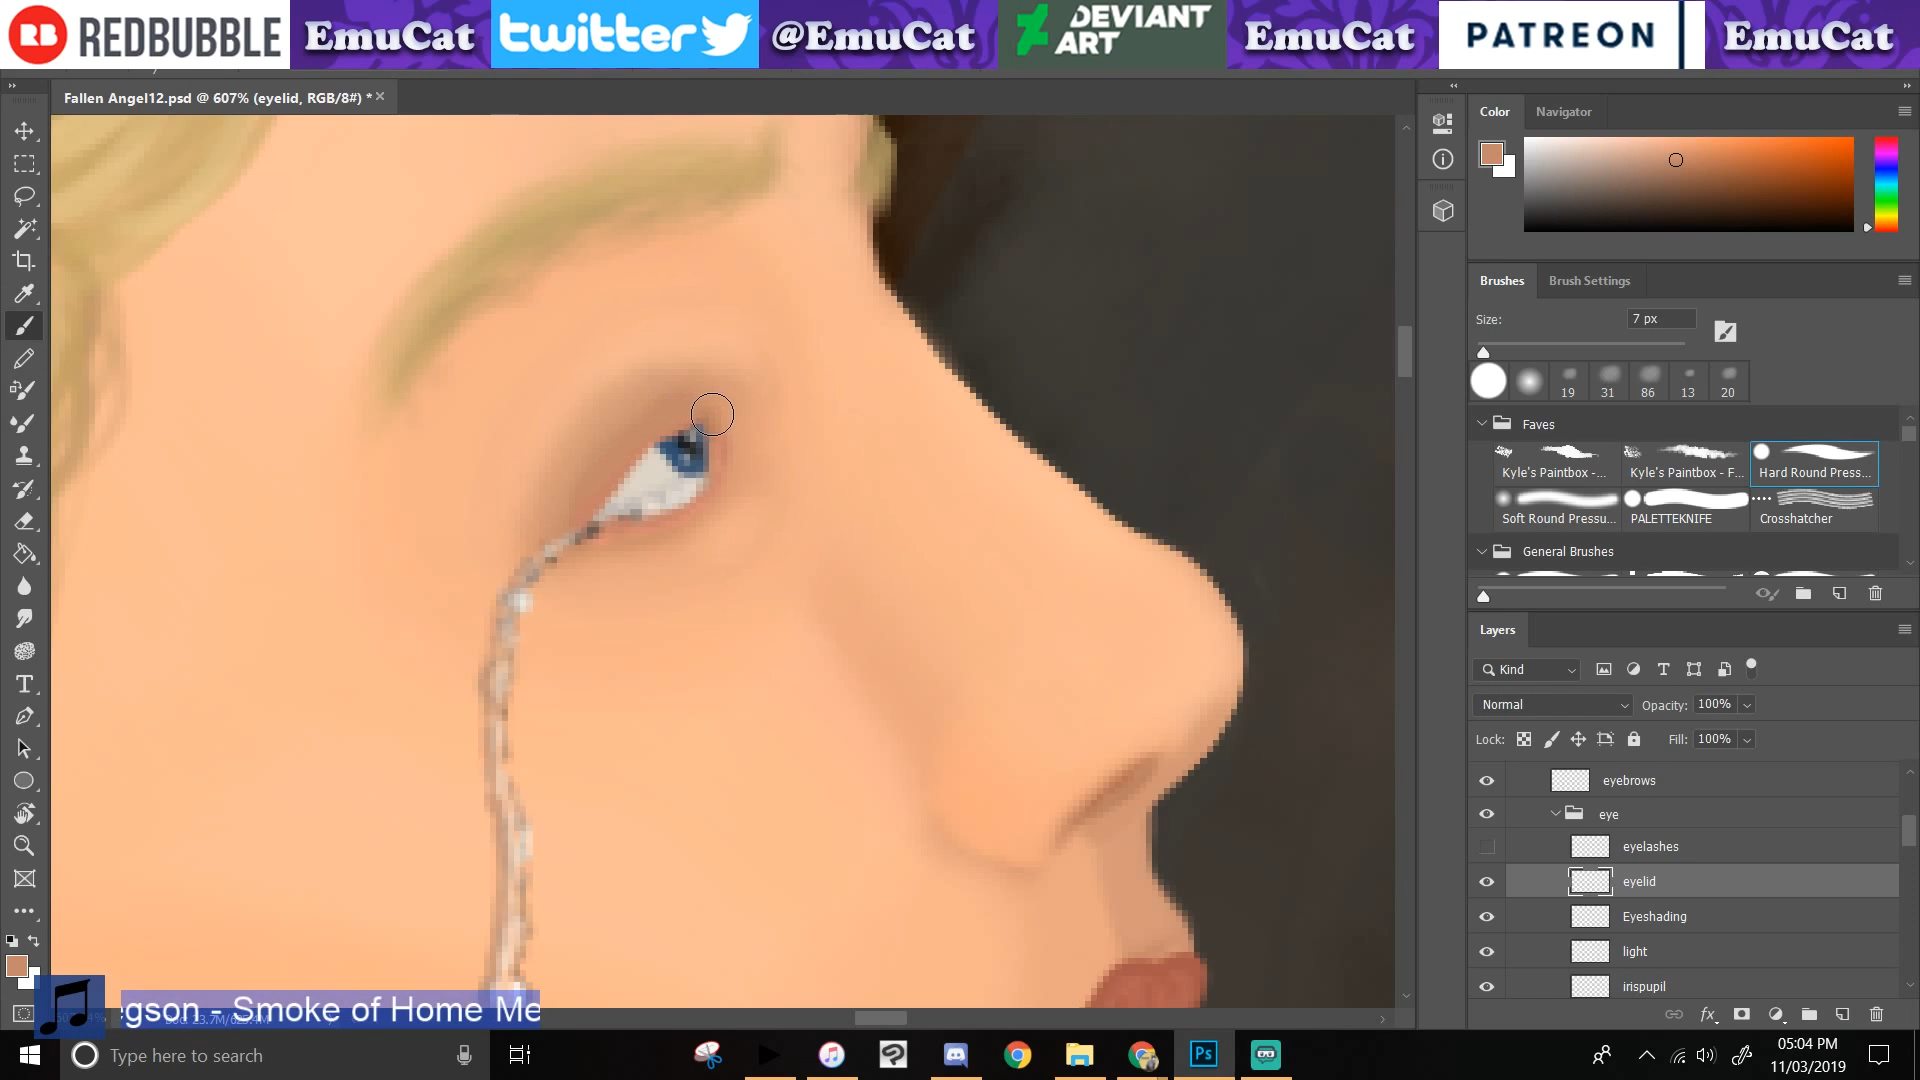 REDBUBBLE EmuCat twitter @EmuCat DEVIANT ART EmuCat PATREON EmuCat
Fallen Angel12.psd @ 607% (eyelid, RGB/8#) *
Color Navigator
Brushes Brush Settings
Size: 7 px
19 31 86 13 20
Faves
Kyle's Paintbox -... Kyle's Paintbox - F... Hard Round Press...
Soft Round Pressu... PALETTEKNIFE Crosshatcher
General Brushes
Layers
Kind
Normal Opacity: 100%
Lock: Fill: 100%
eyebrows
eye
eyelashes
eyelid
Eyeshading
light
irispupil
egson - Smoke of Home Me
Type here to search
05:04 PM
11/03/2019